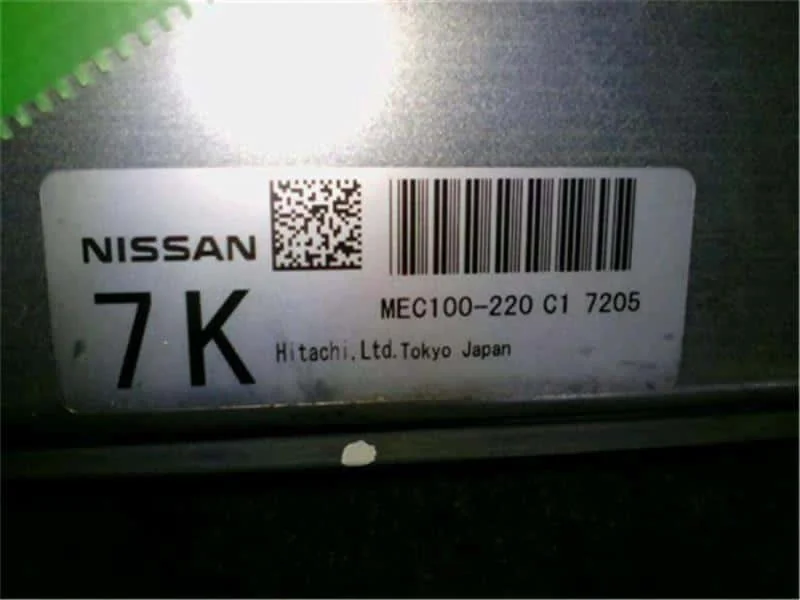 NISSAN
7K
MEC100-220 C1 7205
Hitachi,Ltd.Tokyo Japan